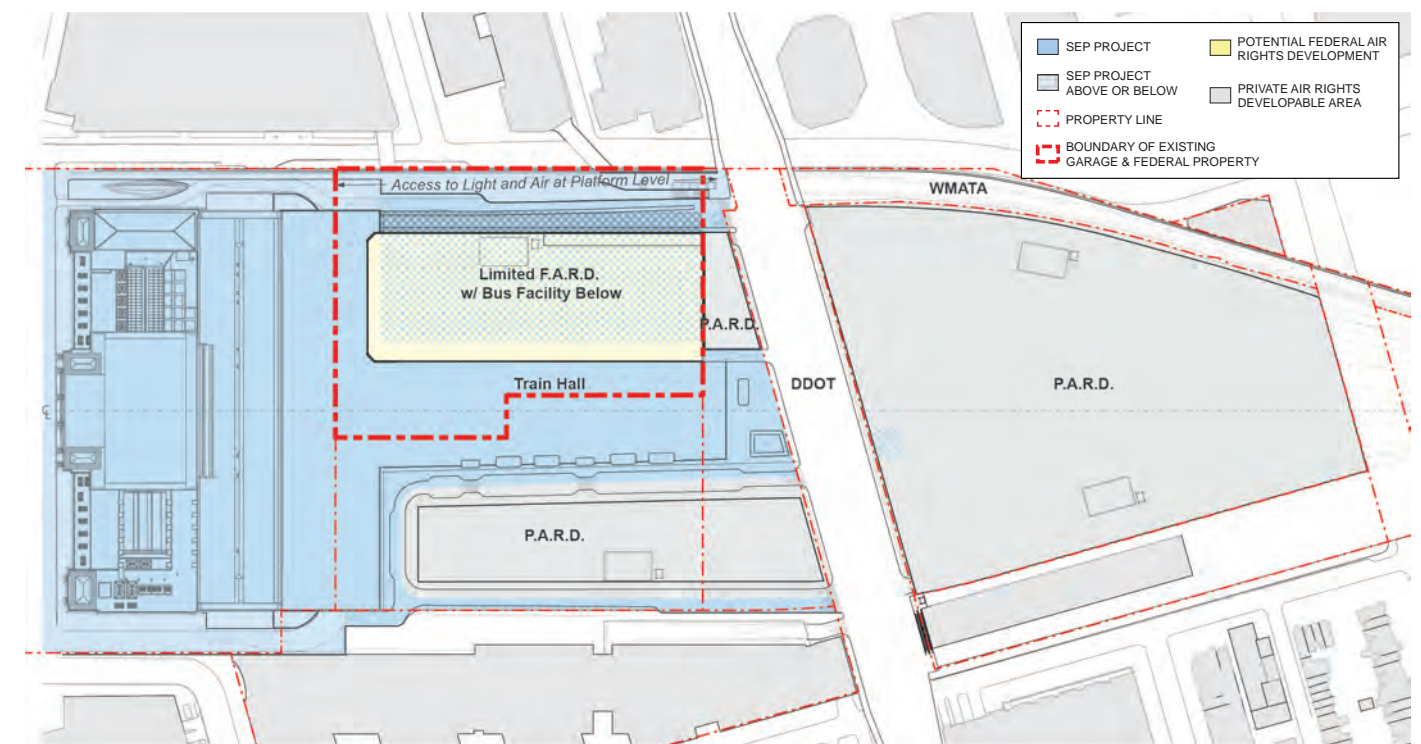 SEP PROJECT
SEP PROJECT
ABOVE OR BELOW
PROPERTY LINE
BOUNDARY OF EXISTING
GARAGE & FEDERAL PROPERTY
POTENTIAL FEDERAL AIR
RIGHTS DEVELOPMENT
PRIVATE AIR RIGHTS
DEVELOPABLE AREA
Access to Light and Air at Platform Level
WMATA
Limited F.A.R.D.
w/ Bus Facility Below
P.A.R.D.
Train Hall
DDOT
P.A.R.D.
CL
P.A.R.D.